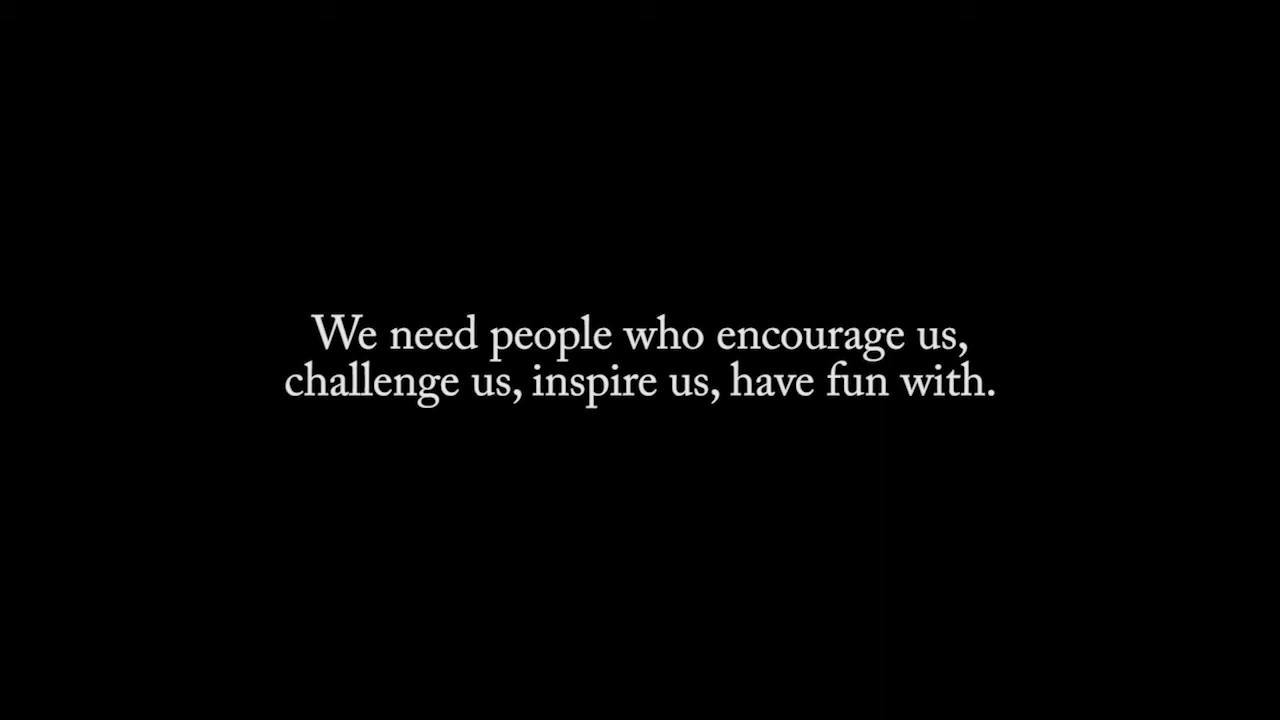 We need people who encourage us,
challenge us, inspire us, have fun with.